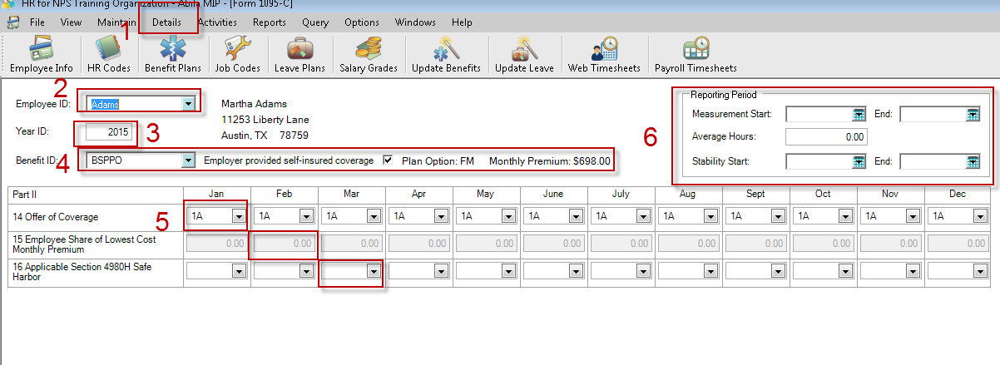 HR for NPS Training Organization - Abila MIP - [Form 1095-C]
File View Maintain Details Activities Reports Query Options Windows Help
1
Employee Info HR Codes Benefit Plans Job Codes Leave Plans Salary Grades Update Benefits Update Leave Web Timesheets Payroll Timesheets
2
Employee ID: Adams Martha Adams
11253 Liberty Lane
Year ID: 2015 3 Austin, TX 78759
Benefit ID: 4 BSPPO Employer provided self-insured coverage Plan Option: FM Monthly Premium: $698.00
Reporting Period
Measurement Start: End:
6
Average Hours: 0.00
Stability Start: End:
Part II Jan Feb Mar Apr May June July Aug Sept Oct Nov Dec
14 Offer of Coverage 5 1A 1A 1A 1A 1A 1A 1A 1A 1A 1A 1A 1A
15 Employee Share of Lowest Cost
Monthly Premium 0.00 0.00 0.00 0.00 0.00 0.00 0.00 0.00 0.00 0.00 0.00 0.00
16 Applicable Section 4980H Safe
Harbor